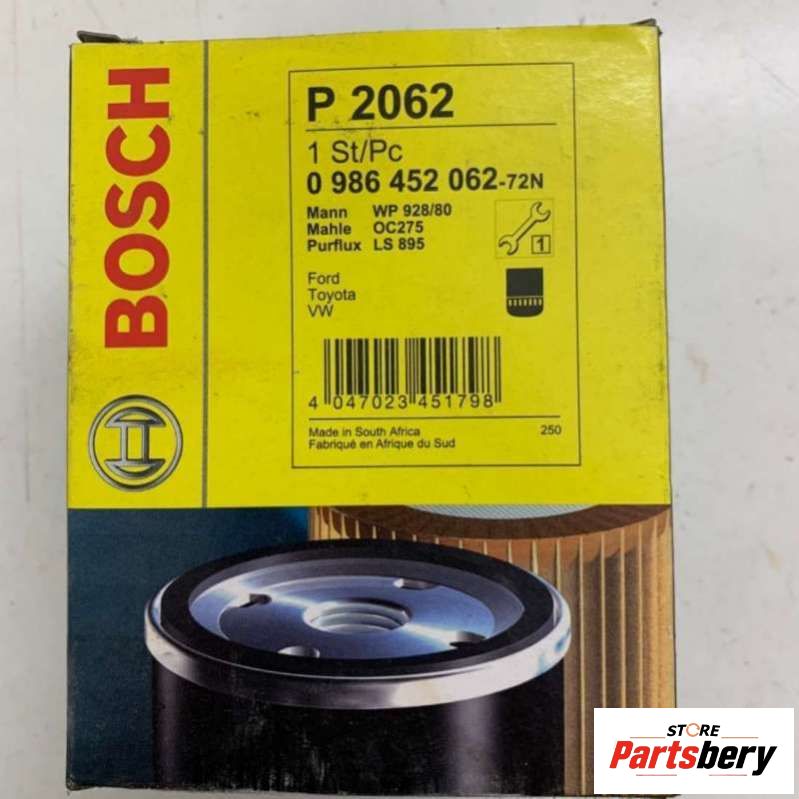 BOSCH
P 2062
1 St/Pc
0 986 452 062-72N
Mann WP 928/80
Mahle OC275
Purflux LS 895
1
Ford
Toyota
VW
4 047023 451798
Made in South Africa 250
Fabriqué en Afrique du Sud
STORE
Partsbery